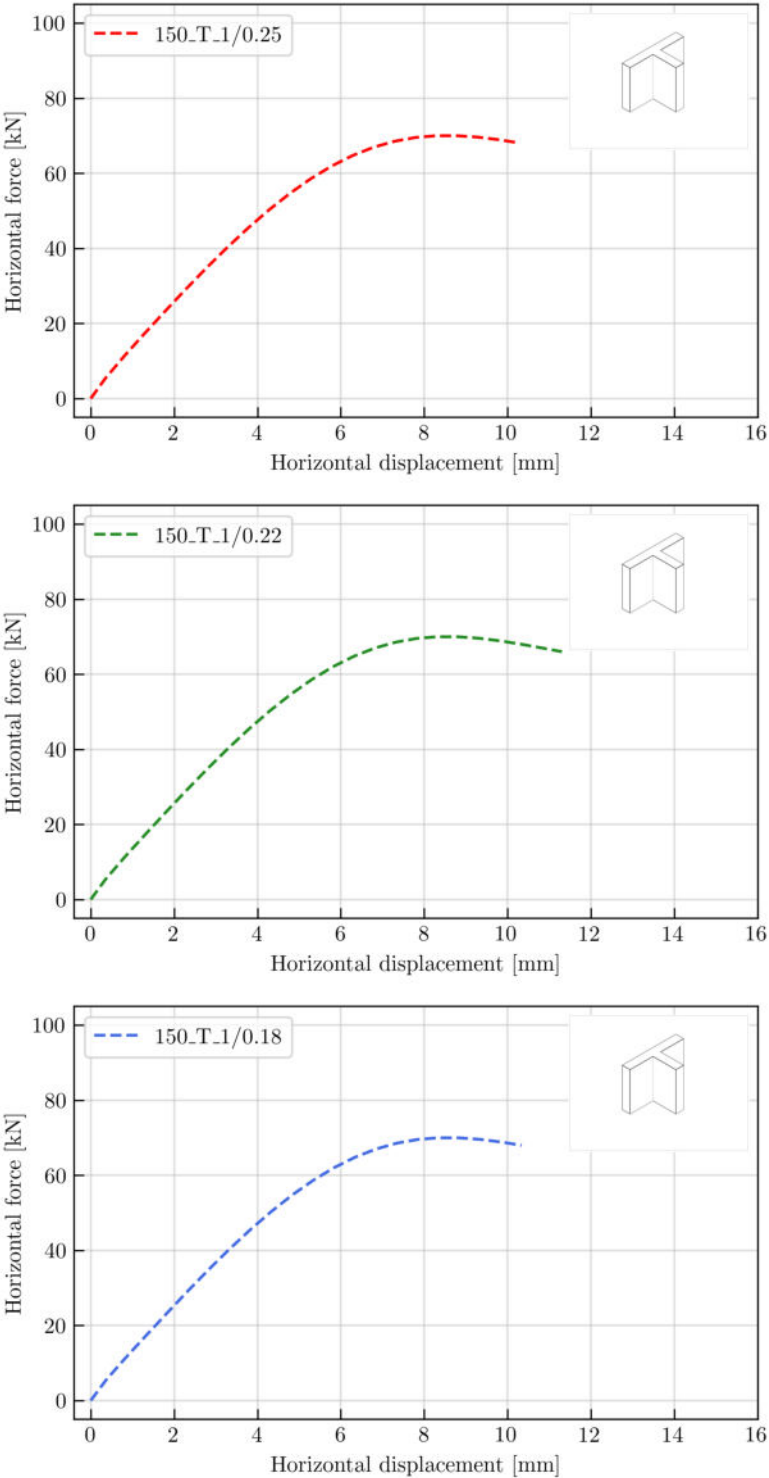 100
150_T_1/0.25
80
60
40
20
0
Horizontal force [kN]
0 2 4 6 8 10 12 14 16
Horizontal displacement [mm]
100
150_T_1/0.22
80
60
40
20
0
Horizontal force [kN]
0 2 4 6 8 10 12 14 16
Horizontal displacement [mm]
100
150_T_1/0.18
80
60
40
20
0
Horizontal force [kN]
0 2 4 6 8 10 12 14 16
Horizontal displacement [mm]